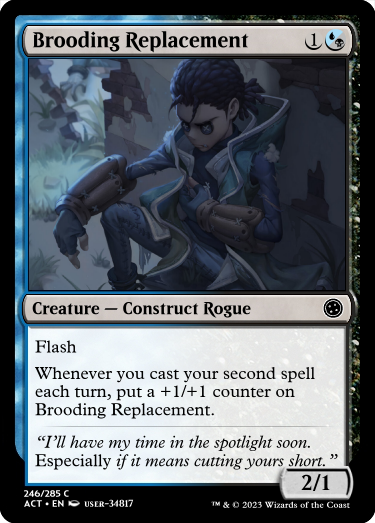 Brooding Replacement 1
Creature — Construct Rogue
Flash
Whenever you cast your second spell
each turn, put a +1/+1 counter on
Brooding Replacement.
“I’ll have my time in the spotlight soon.
Especially if it means cutting yours short.”
2/1
246/285 C
ACT • EN USER-34817
™ & © 2023 Wizards of the Coast